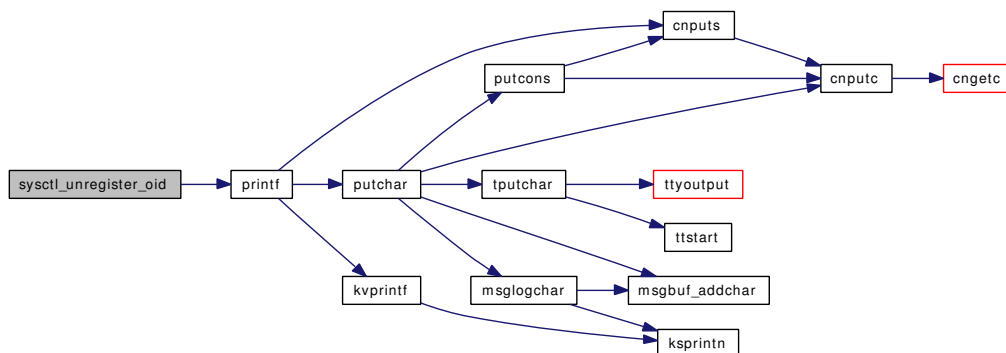 cnputs
putcons
cnputc
cngetc
sysctl_unregister_oid
printf
putchar
tputchar
ttyoutput
ttstart
kvprintf
msglogchar
msgbuf_addchar
ksprintn